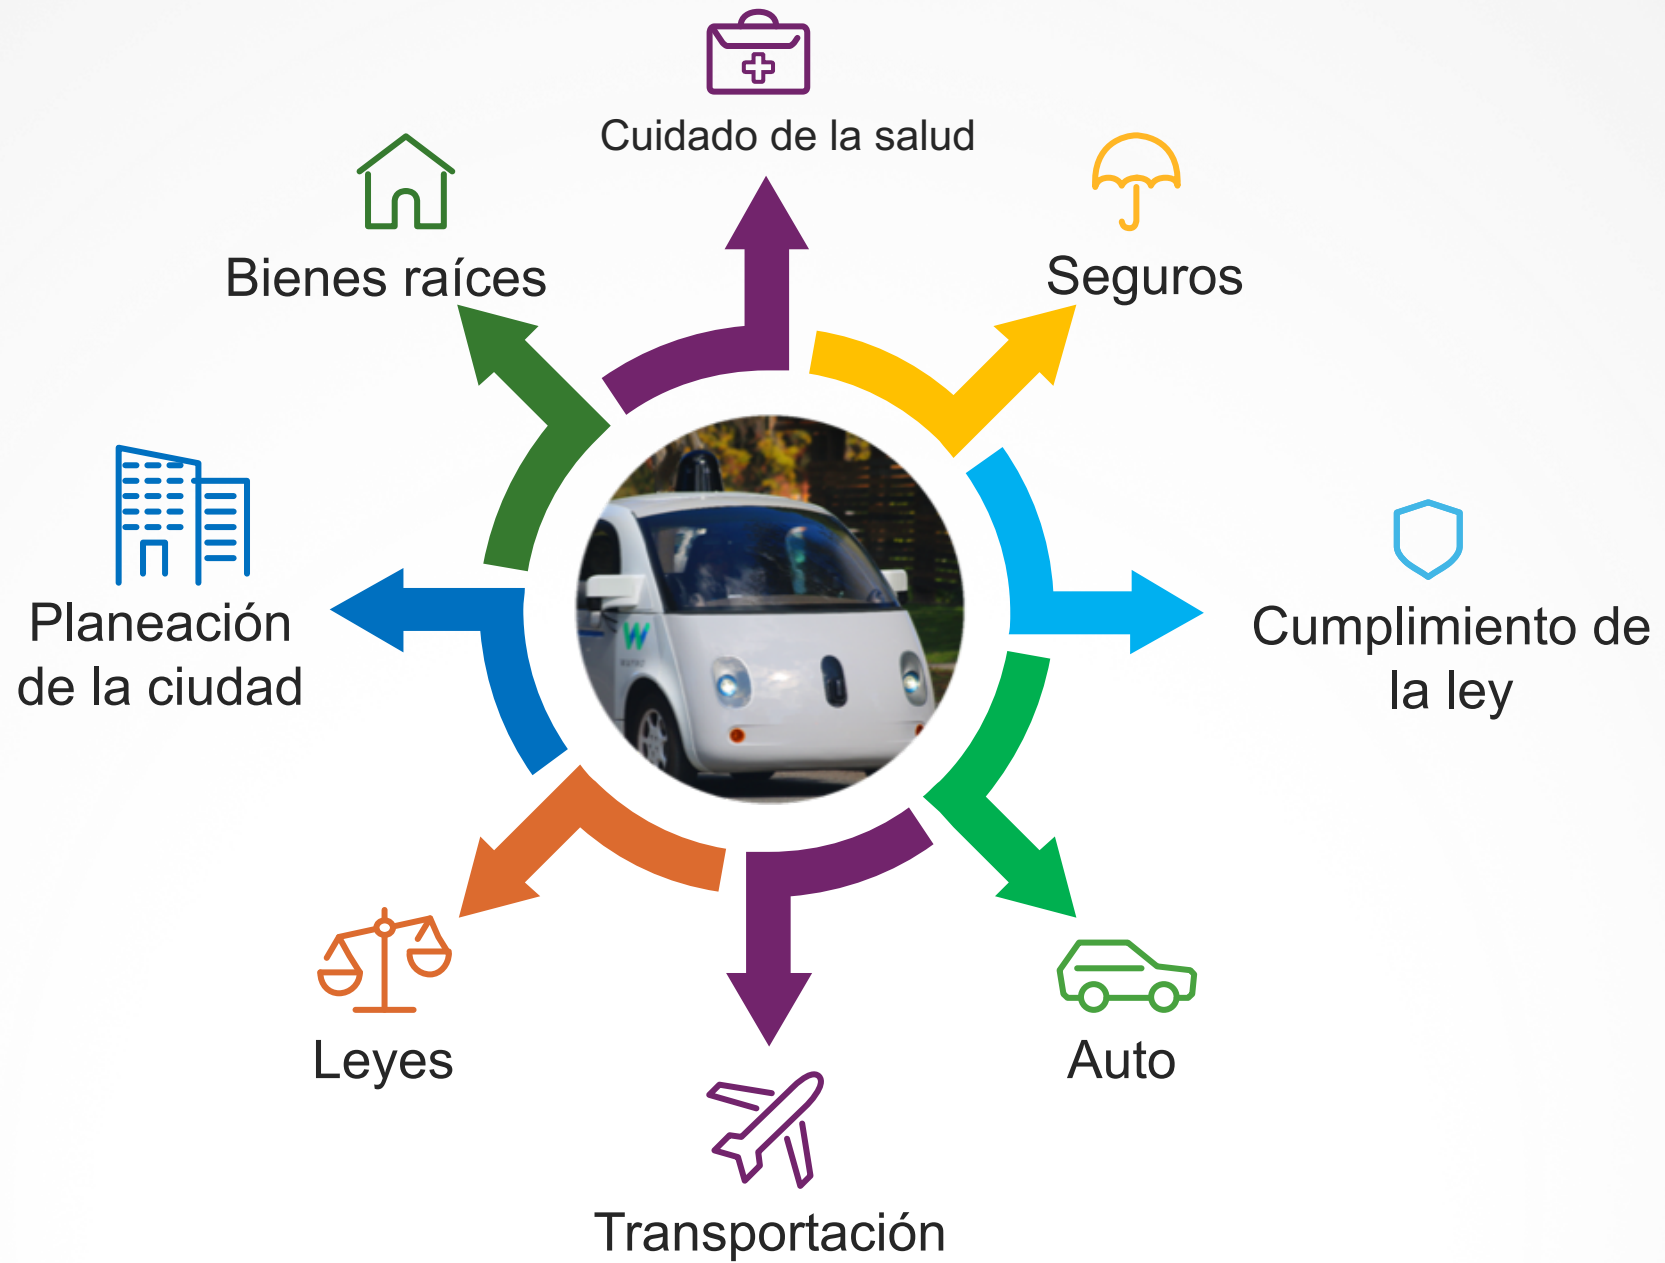 Cuidado de la salud
Bienes raíces
Seguros
Planeación
de la ciudad
Cumplimiento de
la ley
W
Leyes
Auto
Transportación